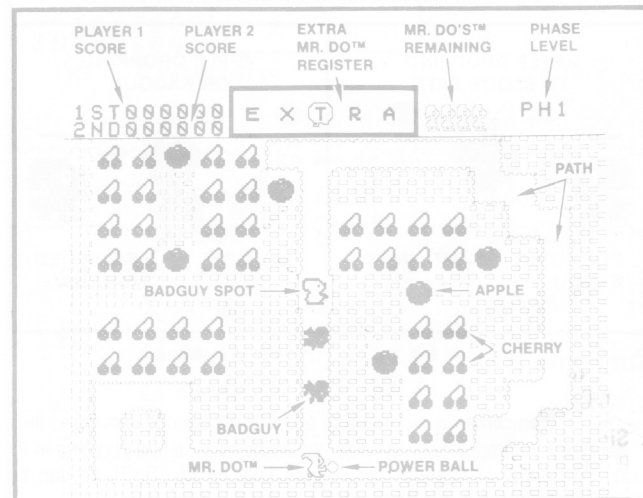 PLAYER 1 SCORE
PLAYER 2 SCORE
EXTRA MR. DO™ REGISTER
MR. DO'S™ REMAINING
PHASE LEVEL
1ST000000
2ND000000
E X T R A
PH1
PATH
BADGUY SPOT
APPLE
CHERRY
BADGUY
MR. DO™
POWER BALL